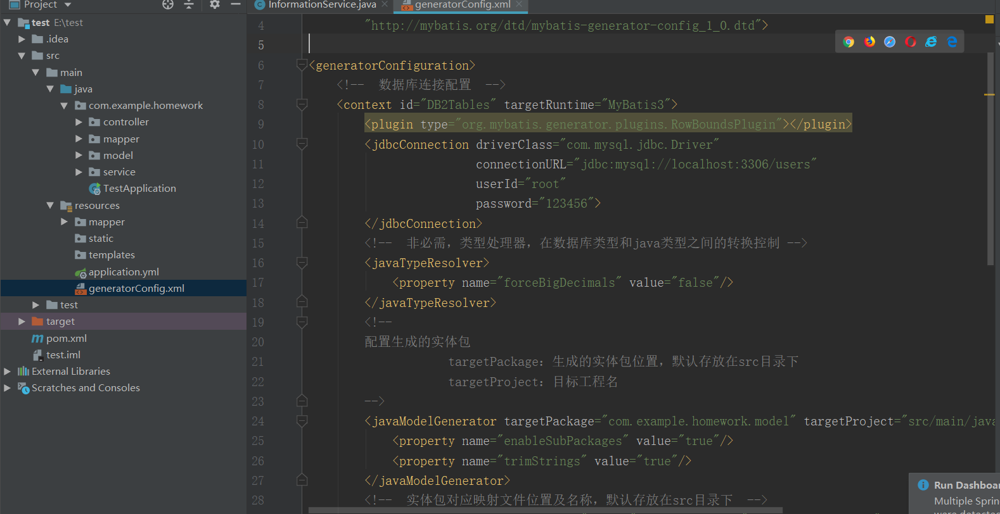 Project
test E:\test
.idea
src
main
java
com.example.homework
controller
mapper
model
service
TestApplication
resources
mapper
static
templates
application.yml
generatorConfig.xml
test
target
pom.xml
test.iml
External Libraries
Scratches and Consoles
InformationService.java
generatorConfig.xml
4 "http://mybatis.org/dtd/mybatis-generator-config_1_0.dtd">
5
6 <generatorConfiguration>
7 <!-- 数据库连接配置 -->
8 <context id="DB2Tables" targetRuntime="MyBatis3">
9 <plugin type="org.mybatis.generator.plugins.RowBoundsPlugin"></plugin>
10 <jdbcConnection driverClass="com.mysql.jdbc.Driver"
11 connectionURL="jdbc:mysql://localhost:3306/users"
12 userId="root"
13 password="123456">
14 </jdbcConnection>
15 <!-- 非必需，类型处理器，在数据库类型和java类型之间的转换控制 -->
16 <javaTypeResolver>
17 <property name="forceBigDecimals" value="false"/>
18 </javaTypeResolver>
19 <!--
20 配置生成的实体包
21 targetPackage：生成的实体包位置，默认存放在src目录下
22 targetProject：目标工程名
23 -->
24 <javaModelGenerator targetPackage="com.example.homework.model" targetProject="src/main/java
25 <property name="enableSubPackages" value="true"/>
26 <property name="trimStrings" value="true"/>
27 </javaModelGenerator>
28 <!-- 实体包对应映射文件位置及名称，默认存放在src目录下 -->
Run Dashboar
Multiple Sprin